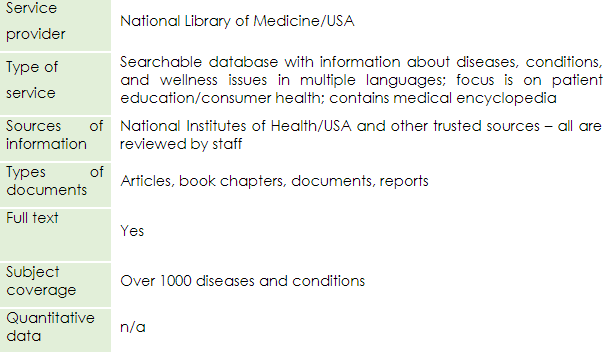 Service
provider
National Library of Medicine/USA
Type of
service
Searchable database with information about diseases, conditions,
and wellness issues in multiple languages; focus is on patient
education/consumer health; contains medical encyclopedia
Sources of
information
National Institutes of Health/USA and other trusted sources – all are
reviewed by staff
Types of
documents
Articles, book chapters, documents, reports
Full text
Yes
Subject
coverage
Over 1000 diseases and conditions
Quantitative
data
n/a